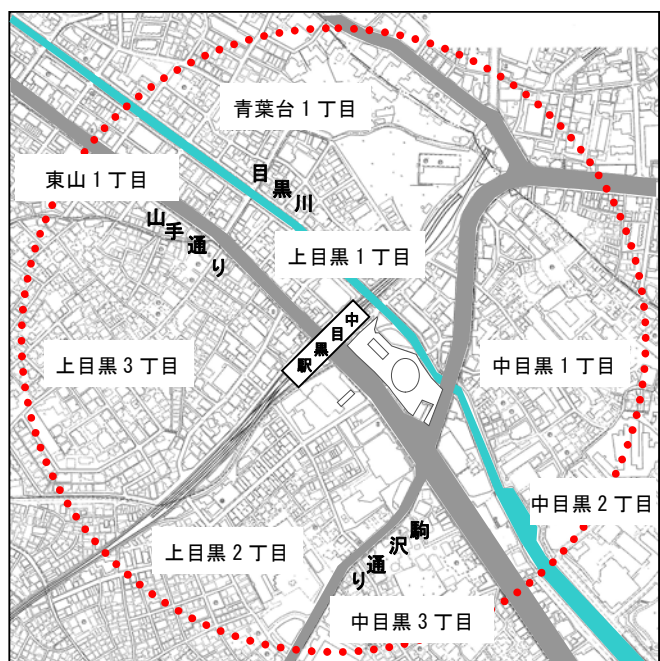 青葉台1丁目
東山1丁目
目黒川
山手通り
上目黒1丁目
中目黒駅
上目黒3丁目
中目黒1丁目
中目黒2丁目
上目黒2丁目
駒沢通り
中目黒3丁目